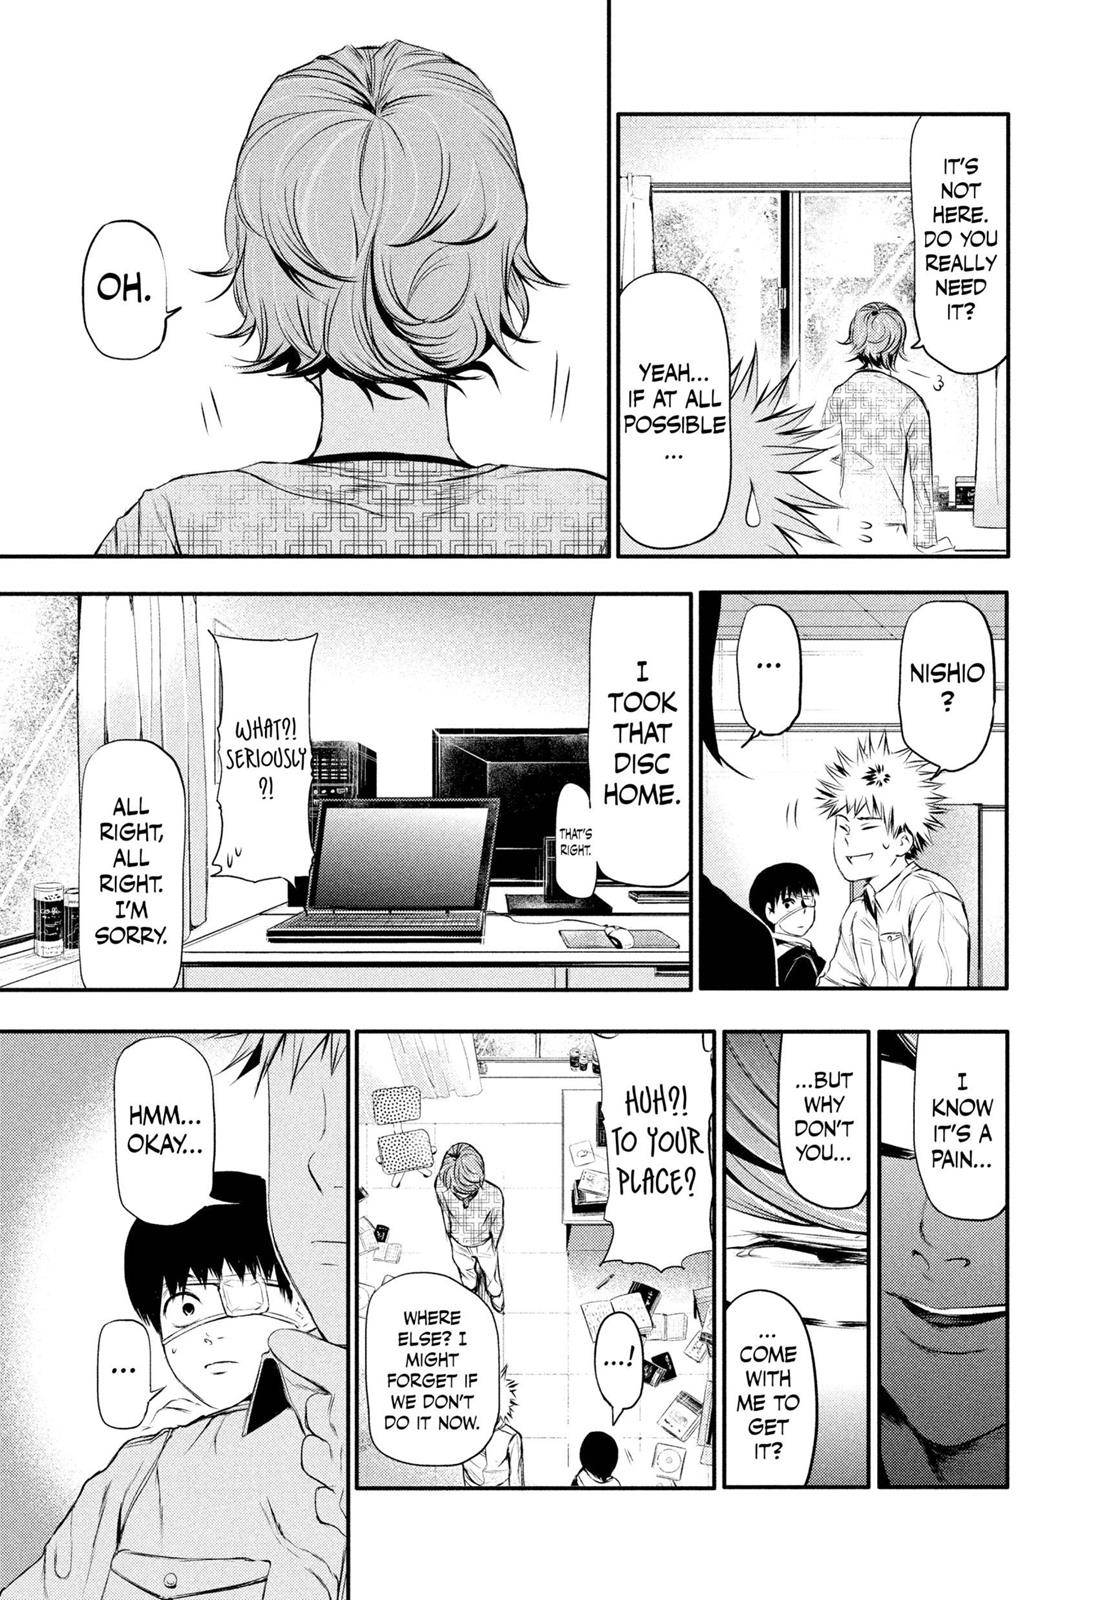 IT'S
NOT
HERE.
DO YOU
REALLY
NEED
IT?
YEAH...
IF AT ALL
POSSIBLE
...
OH.
NISHIO
?
...
I
TOOK
THAT
DISC
HOME.
THAT'S
RIGHT.
WHAT?!
SERIOUSLY
?!
ALL
RIGHT,
ALL
RIGHT.
I'M
SORRY.
I
KNOW
IT'S A
PAIN...
...BUT
WHY
DON'T
YOU...
...
COME
WITH
ME TO
GET
IT?
HUH?!
TO YOUR
PLACE?
...!
WHERE
ELSE? I
MIGHT
FORGET IF
WE DON'T
DO IT NOW.
HMM...
OKAY...
...